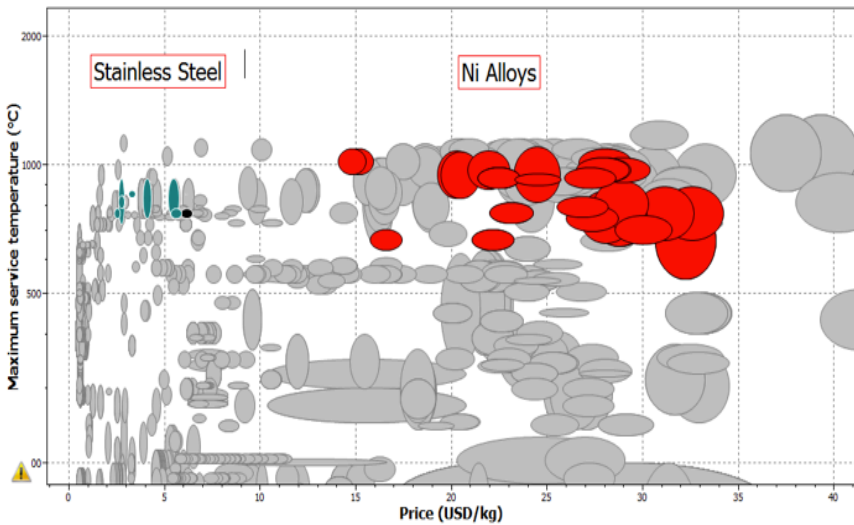 2000
Stainless Steel
Ni Alloys
1000
500
00
Maximum service temperature (°C)
0 5 10 15 20 25 30 35 40
Price (USD/kg)